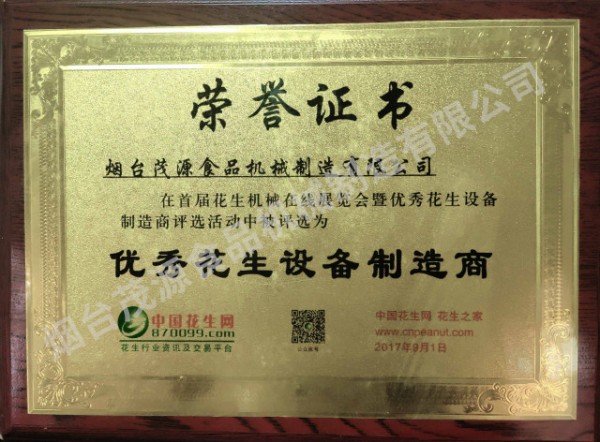 荣誉证书
烟台茂源食品机械制造有限公司
在首届花生机械在线展览会暨优秀花生设备
制造商评选活动中被评选为
优秀花生设备制造商
中国花生网
870099.com
花生行业资讯及交易平台
中国花生网 花生之家
www.cnpeanut.com
2017年9月1日
烟台茂源食品机械制造有限公司